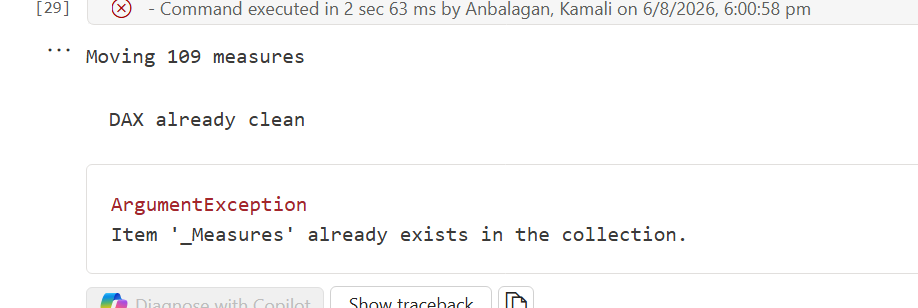 [29]
- Command executed in 2 sec 63 ms by Anbalagan, Kamali on 6/8/2026, 6:00:58 pm
...
Moving 109 measures
DAX already clean
ArgumentException
Item '_Measures' already exists in the collection.
Diagnose with Copilot
Show traceback